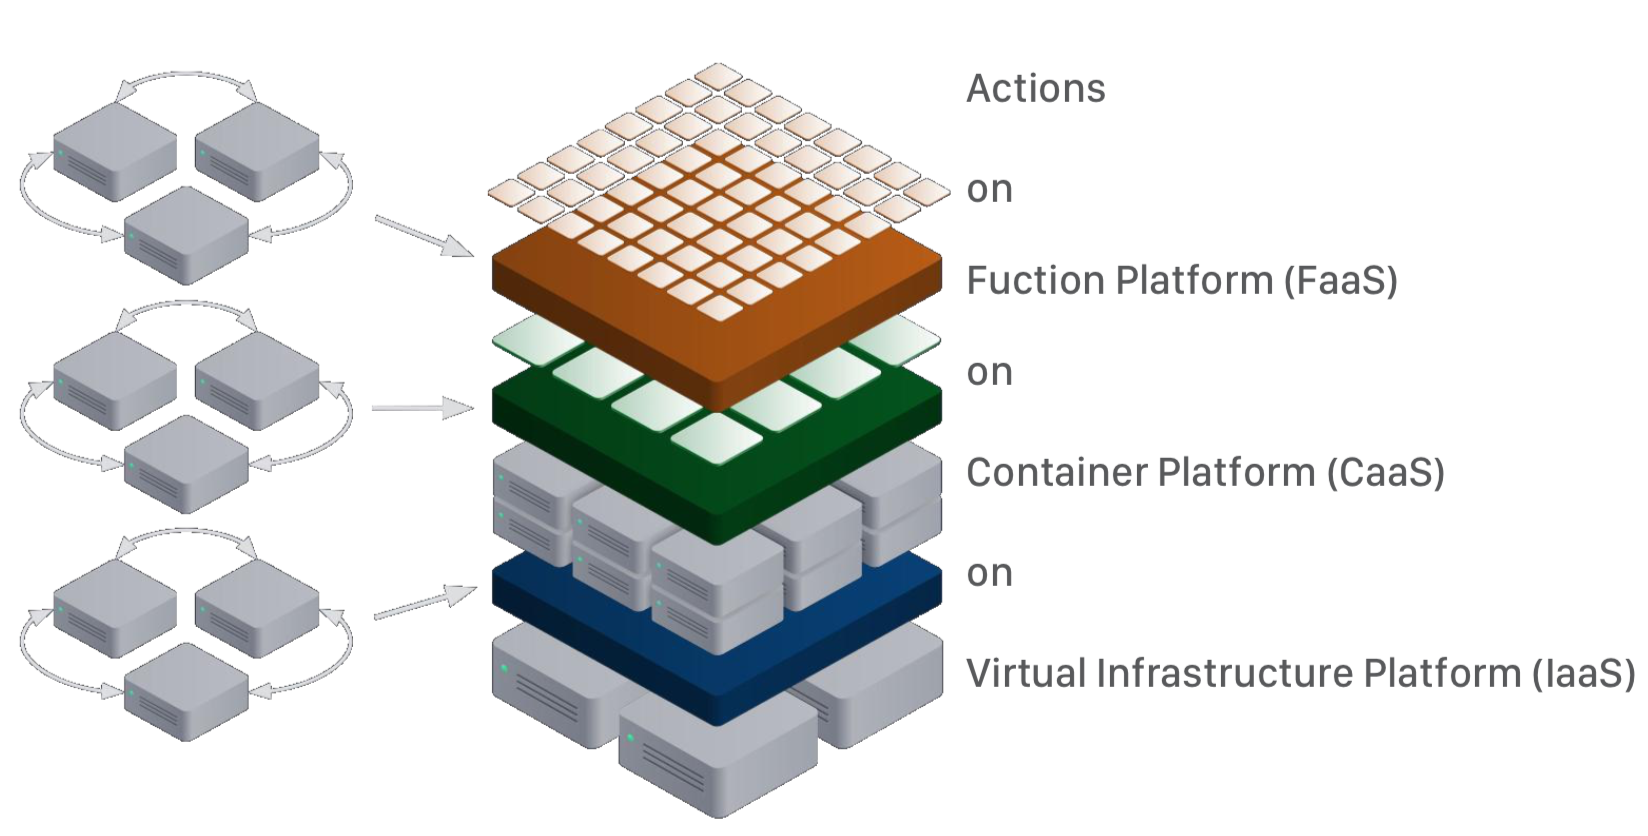 Actions
on
Fuction Platform (FaaS)
on
Container Platform (CaaS)
on
Virtual Infrastructure Platform (IaaS)